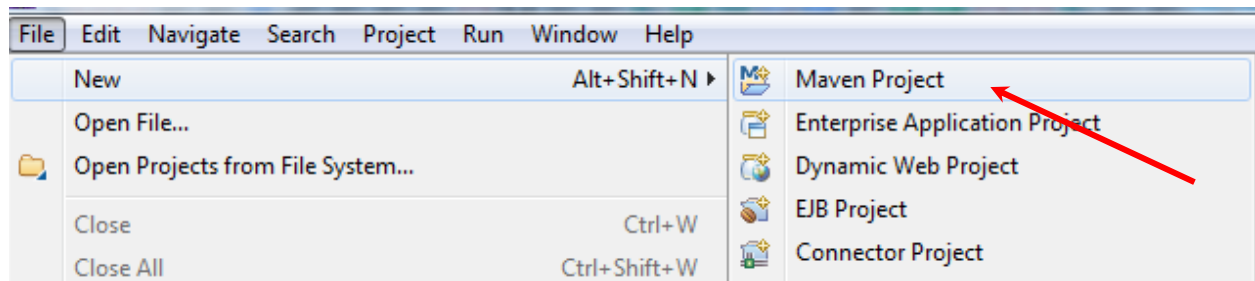 File Edit Navigate Search Project Run Window Help
New Alt+Shift+N
Open File...
Open Projects from File System...
Close Ctrl+W
Close All Ctrl+Shift+W
Maven Project
Enterprise Application Project
Dynamic Web Project
EJB Project
Connector Project